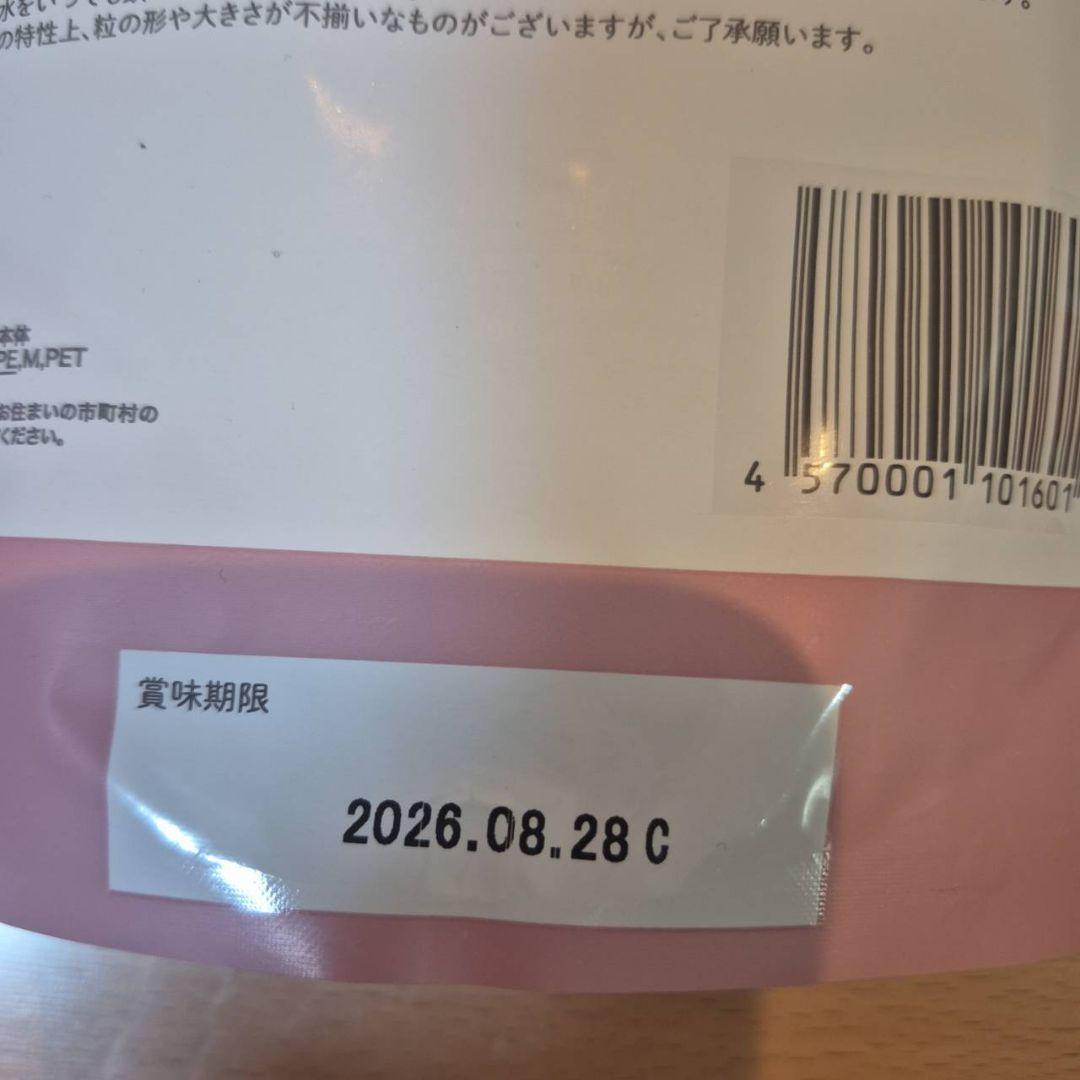 の特性上、粒の形や大きさが不揃いなものがございますが、ご了承願います。
本体
PE,M,PET
お住まいの市町村の
ください。
4 570001 101601
賞味期限
2026.08.28 C